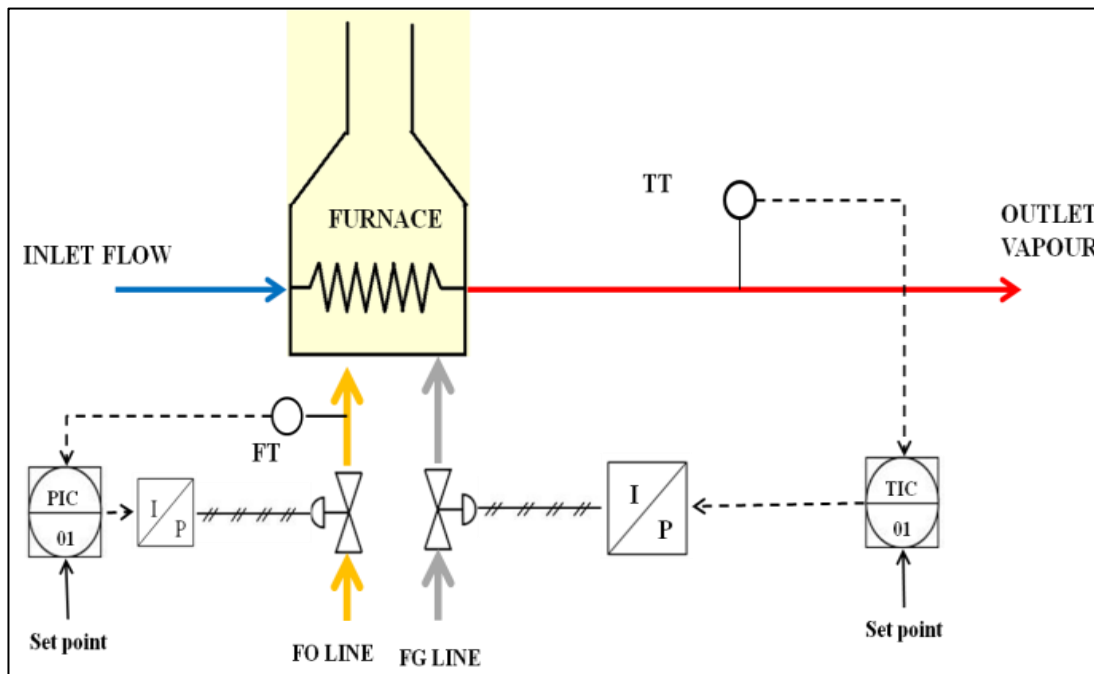 FURNACE
TT
INLET FLOW
OUTLET
VAPOUR
FT
PIC
01
I
P
I
P
TIC
01
Set point
FO LINE
FG LINE
Set point